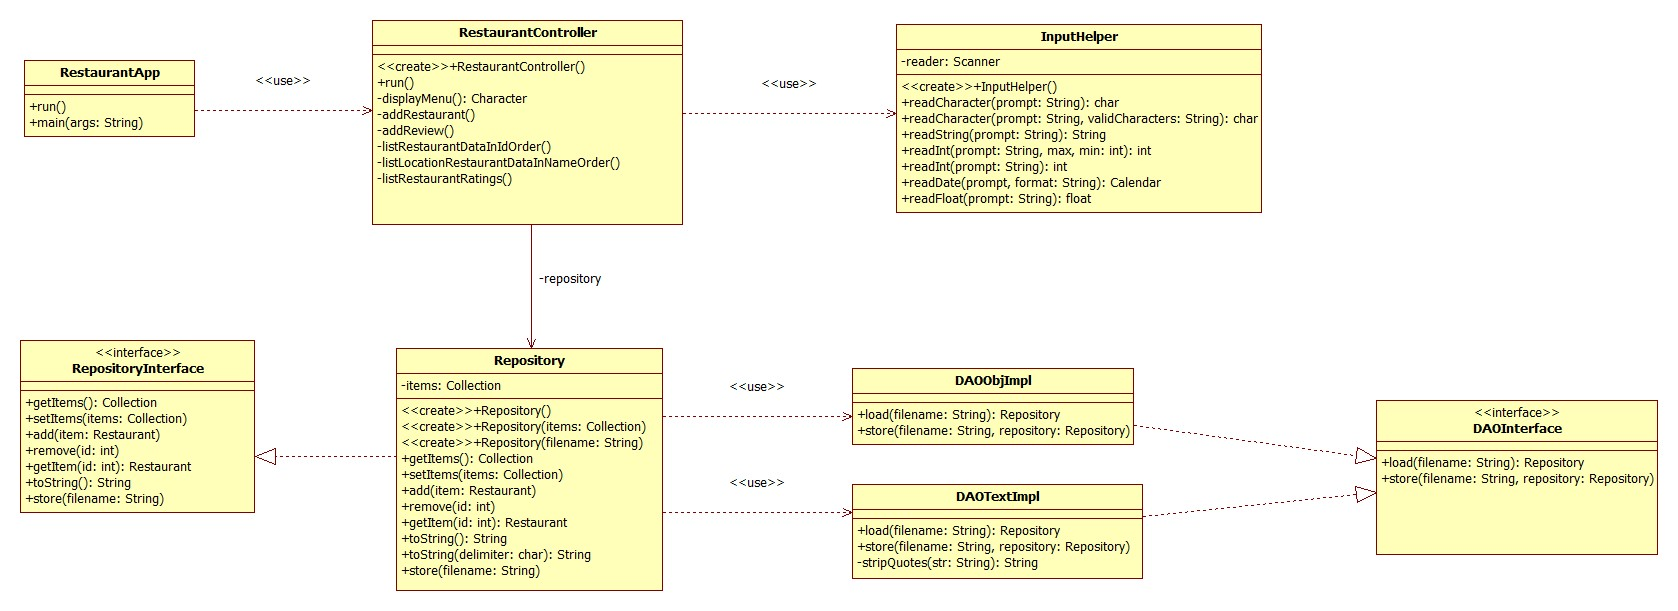 RestaurantApp
+run()
+main(args: String)
<<use>>
RestaurantController
<<create>>+RestaurantController()
+run()
-displayMenu(): Character
-addRestaurant()
-addReview()
-listRestaurantDataInIdOrder()
-listLocationRestaurantDataInNameOrder()
-listRestaurantRatings()
<<use>>
InputHelper
-reader: Scanner
<<create>>+InputHelper()
+readCharacter(prompt: String): char
+readCharacter(prompt: String, validCharacters: String): char
+readString(prompt: String): String
+readInt(prompt: String, max, min: int): int
+readInt(prompt: String): int
+readDate(prompt, format: String): Calendar
+readFloat(prompt: String): float
-repository
<<interface>>
RepositoryInterface
+getItems(): Collection
+setItems(items: Collection)
+add(item: Restaurant)
+remove(id: int)
+getItem(id: int): Restaurant
+toString(): String
+store(filename: String)
Repository
-items: Collection
<<create>>+Repository()
<<create>>+Repository(items: Collection)
<<create>>+Repository(filename: String)
+getItems(): Collection
+setItems(items: Collection)
+add(item: Restaurant)
+remove(id: int)
+getItem(id: int): Restaurant
+toString(): String
+toString(delimiter: char): String
+store(filename: String)
<<use>>
<<use>>
DAOObjImpl
+load(filename: String): Repository
+store(filename: String, repository: Repository)
DAOTextImpl
+load(filename: String): Repository
+store(filename: String, repository: Repository)
-stripQuotes(str: String): String
<<interface>>
DAOInterface
+load(filename: String): Repository
+store(filename: String, repository: Repository)